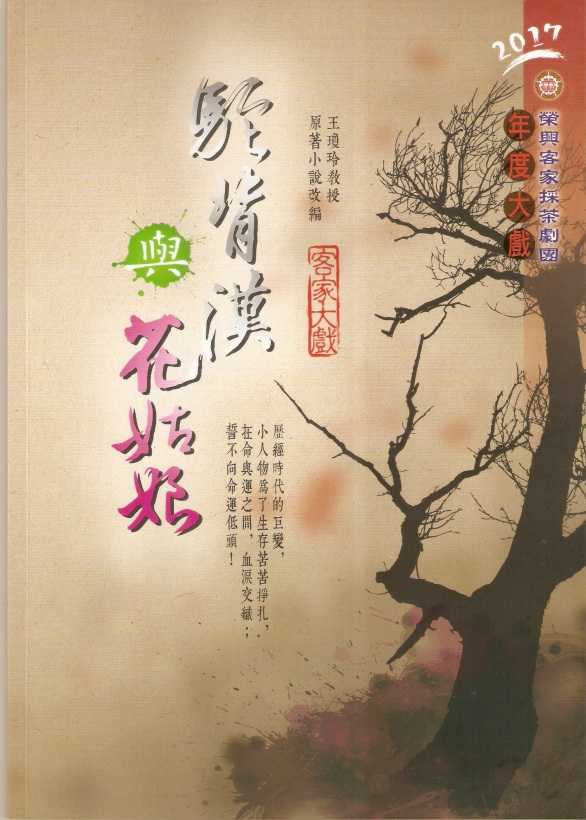 2017
榮興客家採茶劇團
年度大戲
王瓊玲教授
原著小說改編
駝背漢
與
花姑娘
客家大戲
歷經時代的巨變，
小人物為了生存苦苦掙扎，
在命與運之間，血淚交織；
誓不向命運低頭！